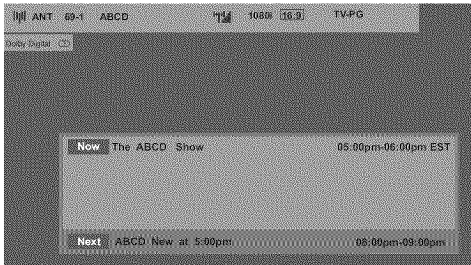 ANT 69-1 ABCD 1080i 16:9 TV-PG
Dolby Digital
Now The ABCD Show 05:00pm-06:00pm EST
Next ABCD New at 5:00pm 08:00pm-09:00pm